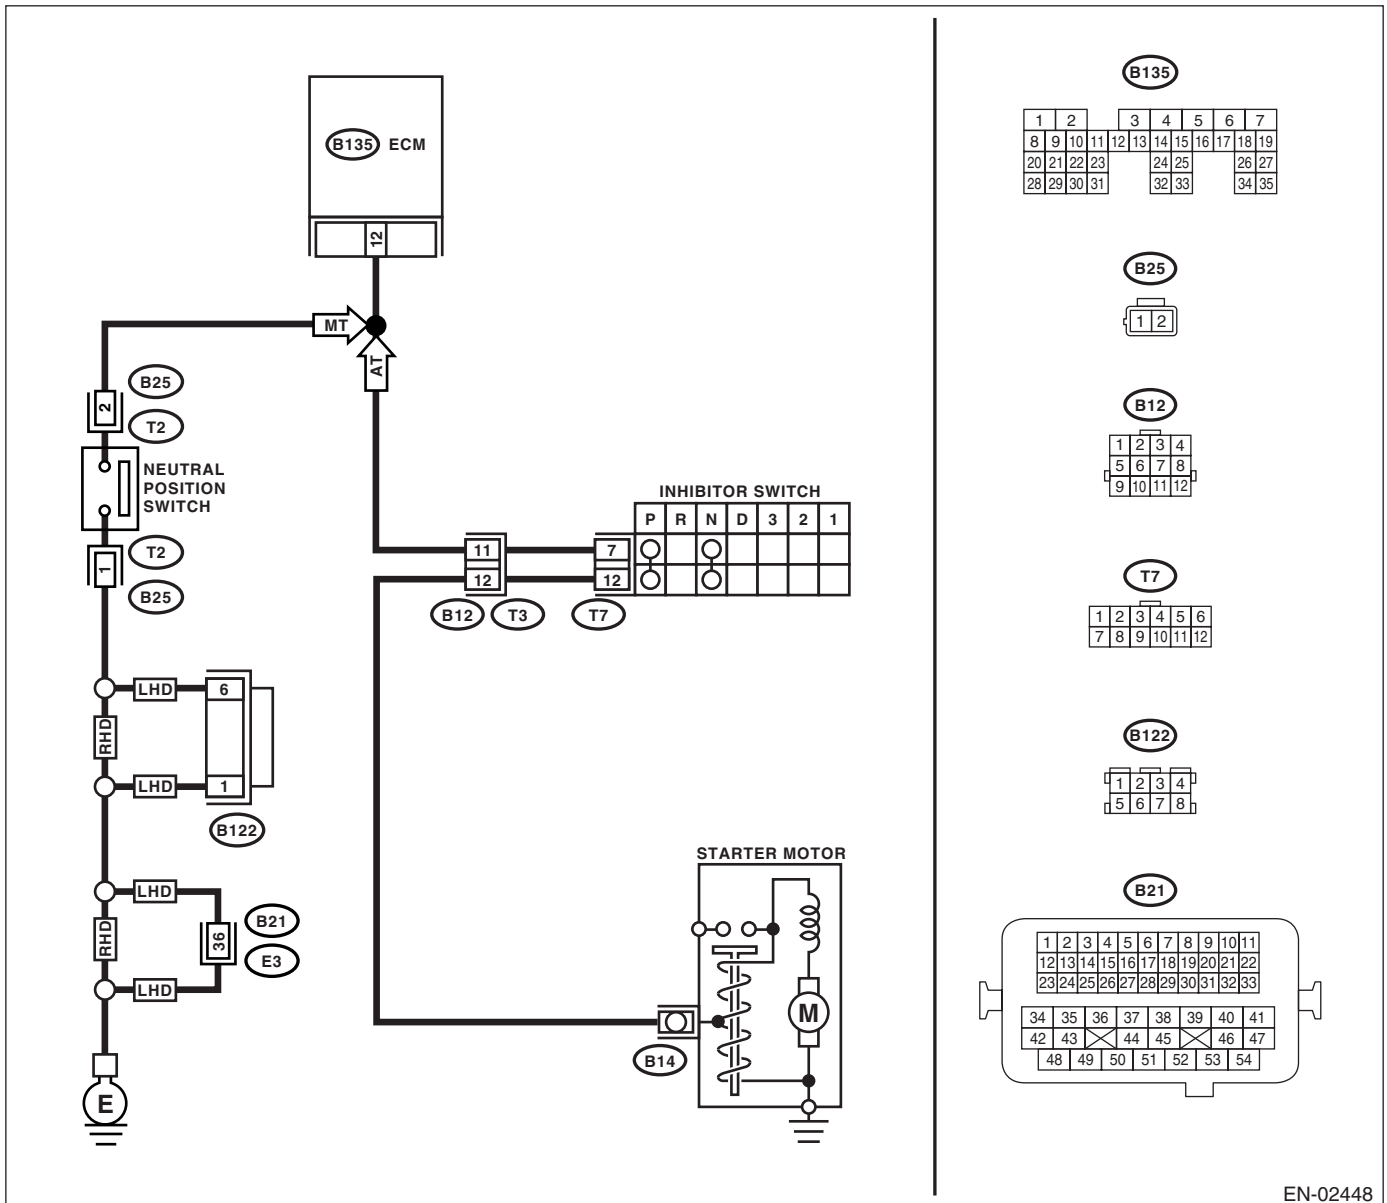 B135 ECM
12
MT
AT
B25
2
T2
NEUTRAL
POSITION
SWITCH
T2
1
B25
INHIBITOR SWITCH
P R N D 3 2 1
11 7
12 12
B12 T3 T7
LHD 6
RHD
LHD 1
B122
LHD
RHD
36
B21
E3
LHD
E
STARTER MOTOR
M
B14
B135
1 2 3 4 5 6 7
8 9 10 11 12 13 14 15 16 17 18 19
20 21 22 23 24 25 26 27
28 29 30 31 32 33 34 35
B25
1 2
B12
1 2 3 4
5 6 7 8
9 10 11 12
T7
1 2 3 4 5 6
7 8 9 10 11 12
B122
1 2 3 4
5 6 7 8
B21
1 2 3 4 5 6 7 8 9 10 11
12 13 14 15 16 17 18 19 20 21 22
23 24 25 26 27 28 29 30 31 32 33
34 35 36 37 38 39 40 41
42 43 44 45 46 47
48 49 50 51 52 53 54
EN-02448